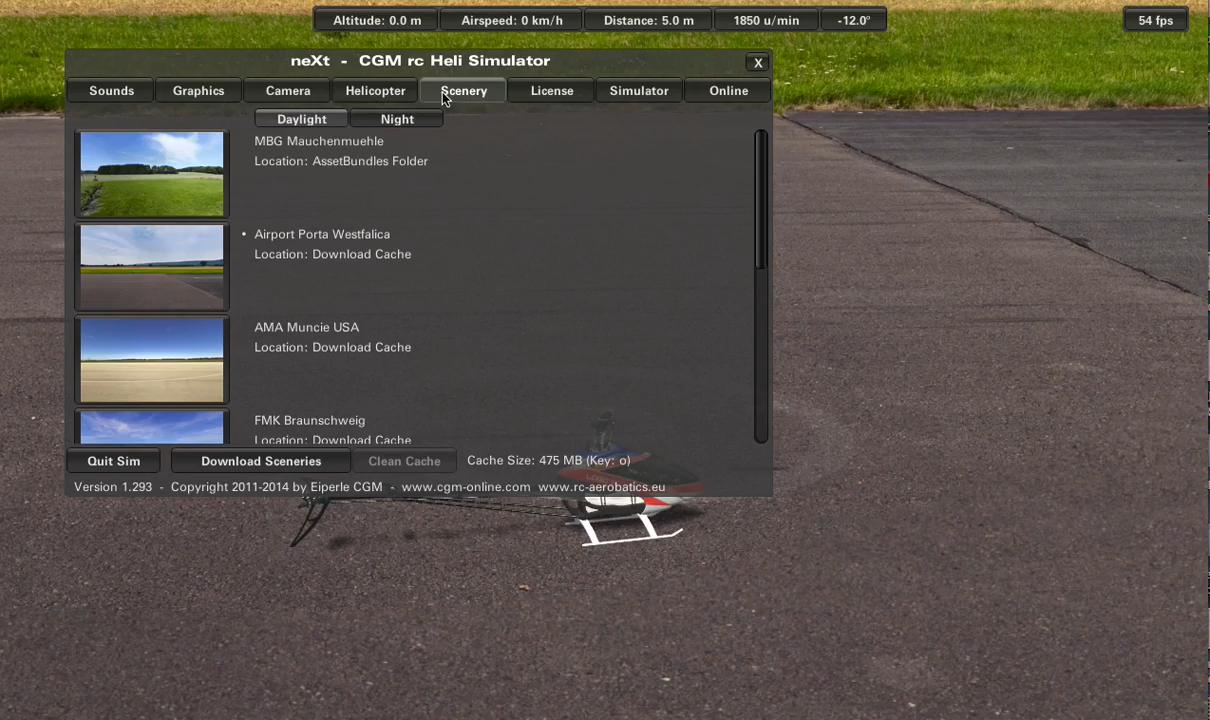 Altitude: 0.0 m Airspeed: 0 km/h Distance: 5.0 m 1850 u/min -12.0° 54 fps
neXt - CGM rc Heli Simulator X
Sounds Graphics Camera Helicopter Scenery License Simulator Online
Daylight Night
MBG Mauchenmuehle
Location: AssetBundles Folder
• Airport Porta Westfalica
Location: Download Cache
AMA Muncie USA
Location: Download Cache
FMK Braunschweig
Location: Download Cache
Quit Sim Download Sceneries Clean Cache Cache Size: 475 MB (Key: o)
Version 1.293 - Copyright 2011-2014 by Eiperle CGM - www.cgm-online.com www.rc-aerobatics.eu